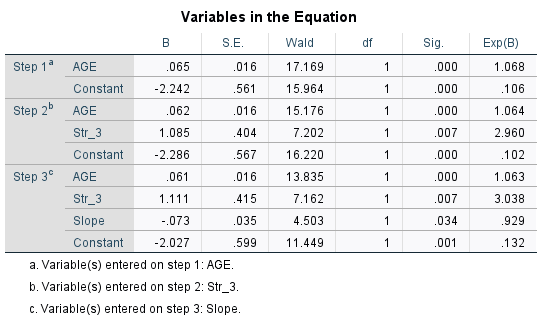 Variables in the Equation
B S.E. Wald df Sig. Exp(B)
Step 1a AGE .065 .016 17.169 1 .000 1.068
Constant -2.242 .561 15.964 1 .000 .106
Step 2b AGE .062 .016 15.176 1 .000 1.064
Str_3 1.085 .404 7.202 1 .007 2.960
Constant -2.286 .567 16.220 1 .000 .102
Step 3c AGE .061 .016 13.835 1 .000 1.063
Str_3 1.111 .415 7.162 1 .007 3.038
Slope -.073 .035 4.503 1 .034 .929
Constant -2.027 .599 11.449 1 .001 .132
a. Variable(s) entered on step 1: AGE.
b. Variable(s) entered on step 2: Str_3.
c. Variable(s) entered on step 3: Slope.